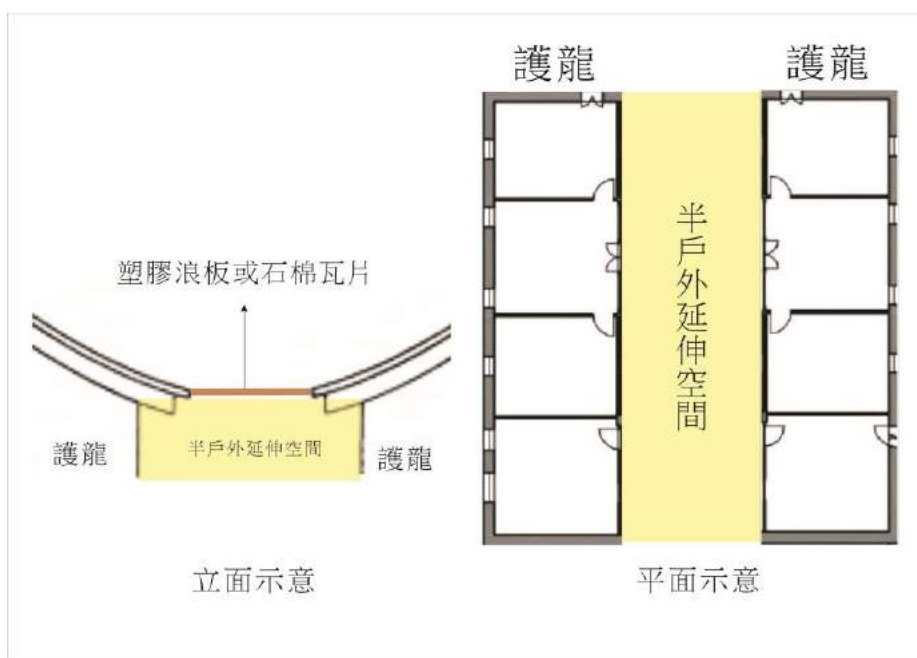 護龍 護龍
塑膠浪板或石棉瓦片
半戶外延伸空間
護龍 半戶外延伸空間 護龍
立面示意 平面示意